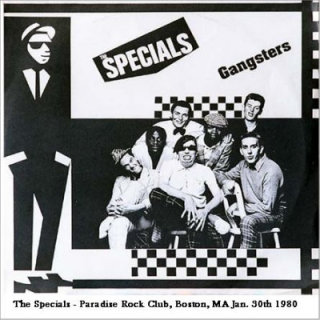 THE SPECIALS
Gangsters
The Specials - Paradise Rock Club, Boston, MA Jan. 30th 1980